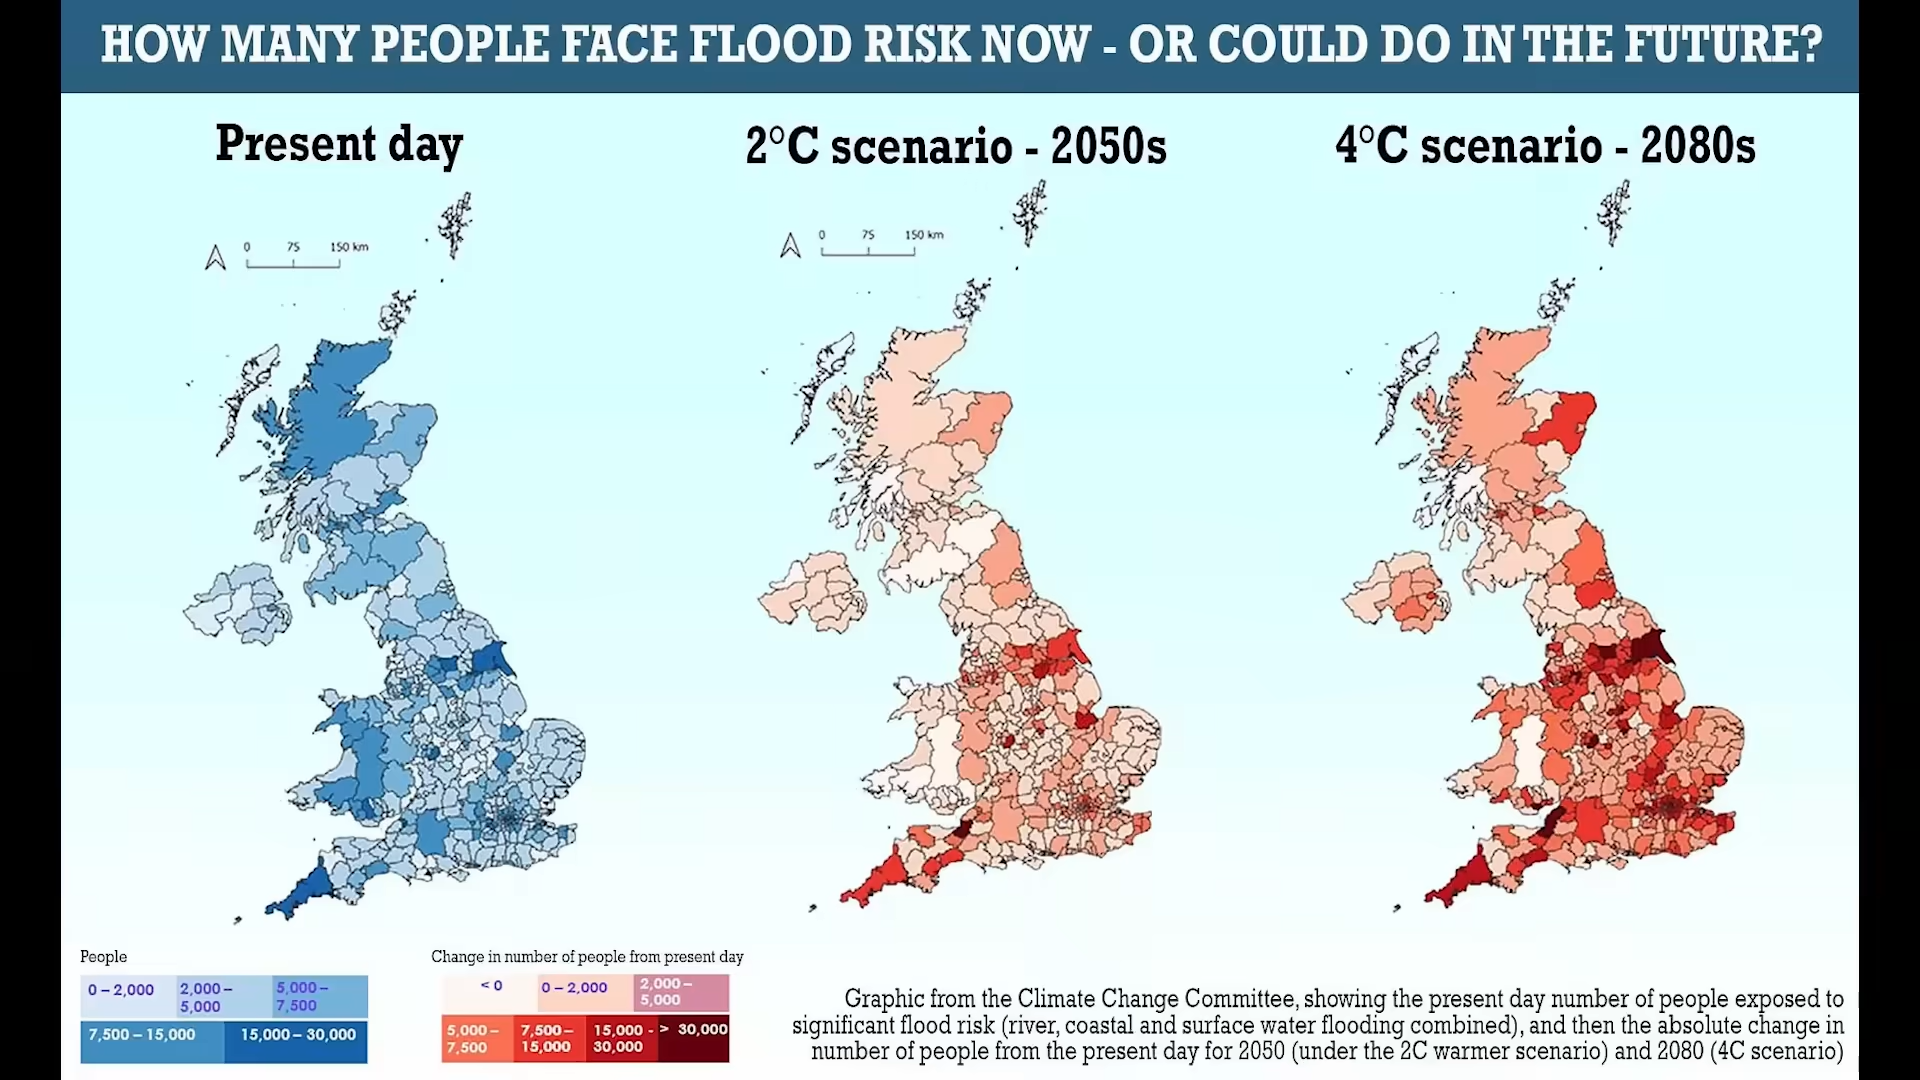 HOW MANY PEOPLE FACE FLOOD RISK NOW - OR COULD DO IN THE FUTURE?
Present day
2°C scenario - 2050s
4°C scenario - 2080s
0 75 150 km
0 75 150 km
People
0 – 2,000
2,000 –
5,000
5,000 –
7,500
7,500 – 15,000
15,000 – 30,000
Change in number of people from present day
< 0
0 – 2,000
2,000 –
5,000
5,000 –
7,500
7,500 –
15,000
15,000 -
30,000
> 30,000
Graphic from the Climate Change Committee, showing the present day number of people exposed to
significant flood risk (river, coastal and surface water flooding combined), and then the absolute change in
number of people from the present day for 2050 (under the 2C warmer scenario) and 2080 (4C scenario)